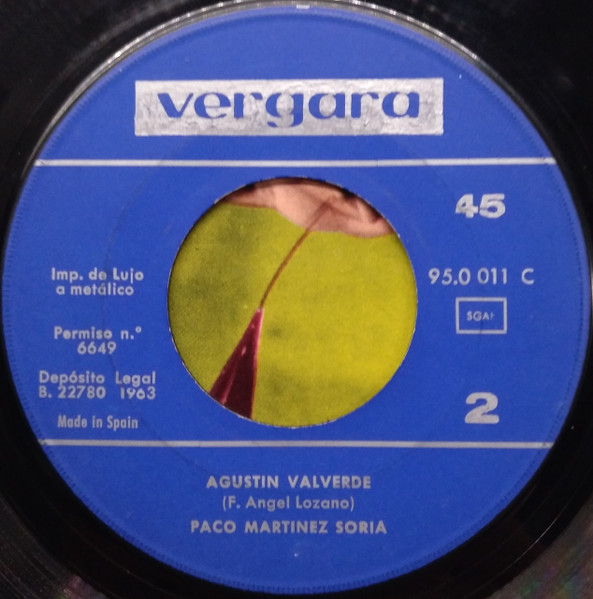 vergara
45
Imp. de Lujo
a metálico
95.0 011 C
Permiso n.º
6649
Depósito Legal
B. 22780 1963
Made in Spain
2
AGUSTIN VALVERDE
(F. Angel Lozano)
PACO MARTINEZ SORIA